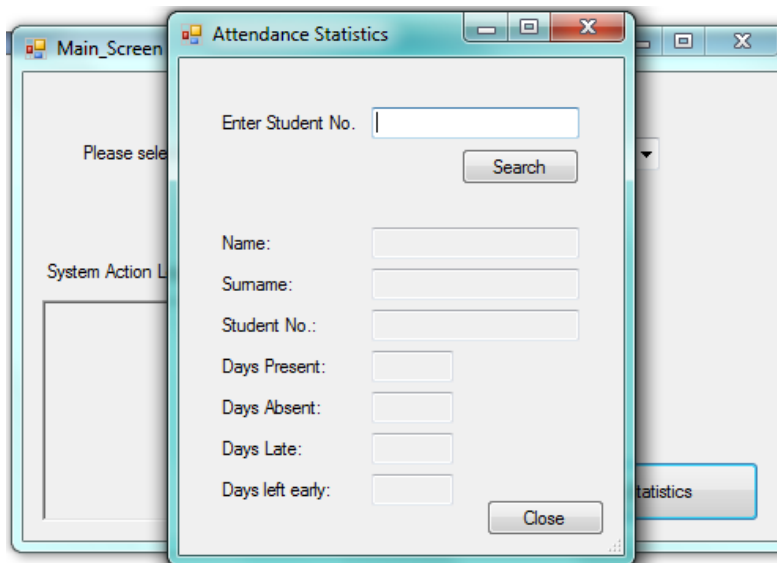 Main_Screen
Attendance Statistics
Enter Student No.
Please sele
Search
Name:
System Action L
Surname:
Student No.:
Days Present:
Days Absent:
Days Late:
Days left early:
tatistics
Close